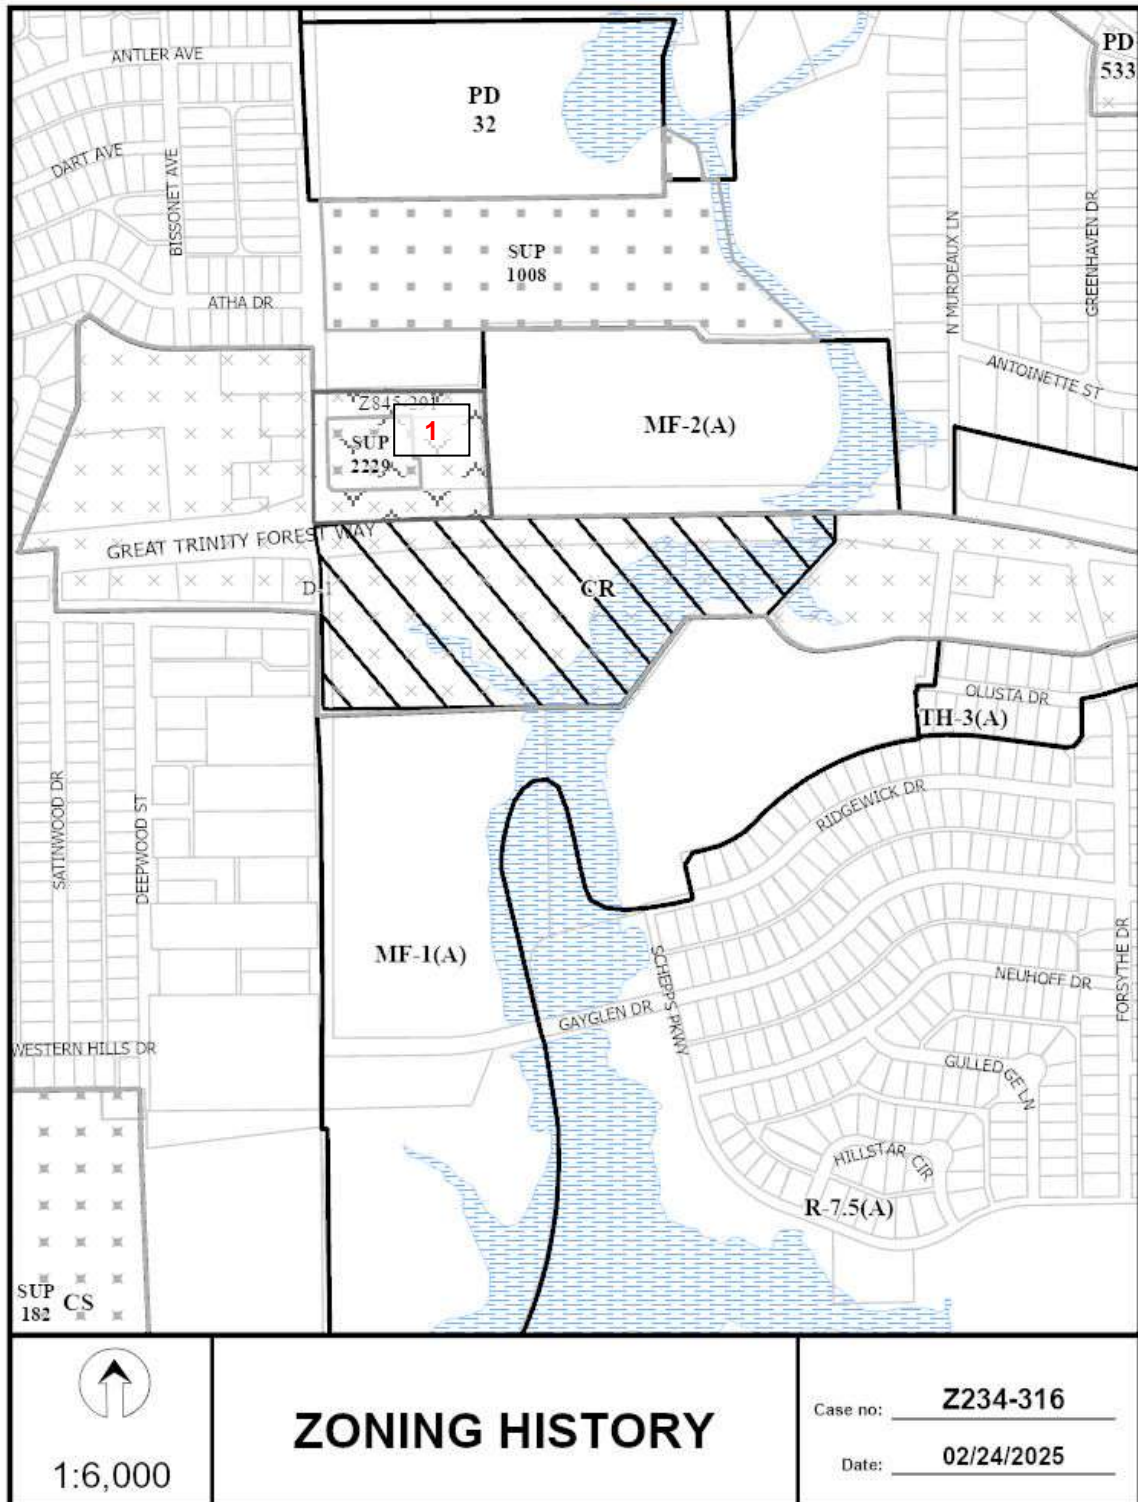 ANTLER AVE
PD
533
PD
32
DART AVE
BISSONET AVE
N MURDEAUX LN
GREENHAVEN DR
SUP
1008
ATHA DR
ANTOINETTE ST
Z845-291
1
SUP
2229
MF-2(A)
GREAT TRINITY FOREST WAY
D-1
CR
OLUSTA DR
TH-3(A)
SATINWOOD DR
DEEPWOOD ST
RIDGEWICK DR
MF-1(A)
SCHEPPS PKWY
FORSYTHE DR
NEUHOFF DR
GAYGLEN DR
WESTERN HILLS DR
GULLEDGE LN
HILLSTAR CIR
R-7.5(A)
SUP
182
CS
1:6,000
ZONING HISTORY
Case no: Z234-316
Date: 02/24/2025